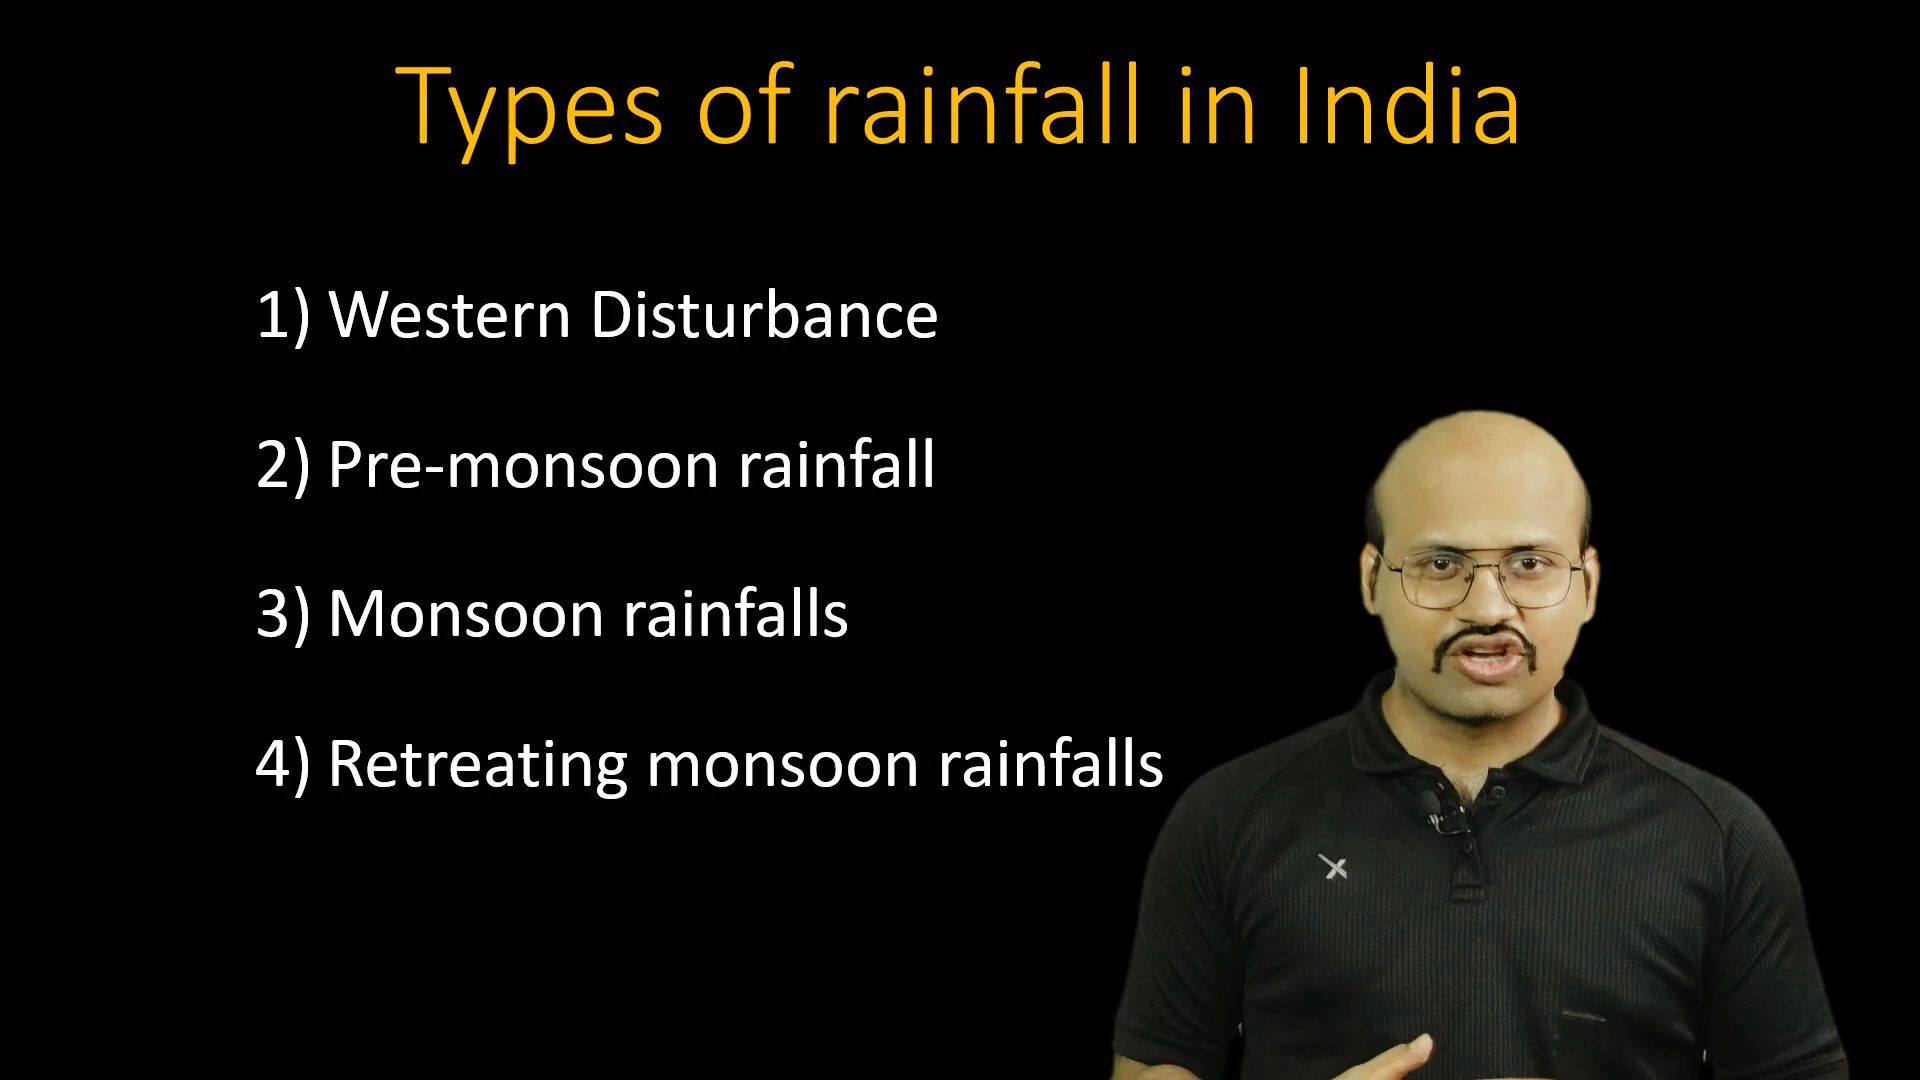 Types of rainfall in India
1) Western Disturbance
2) Pre-monsoon rainfall
3) Monsoon rainfalls
4) Retreating monsoon rainfalls